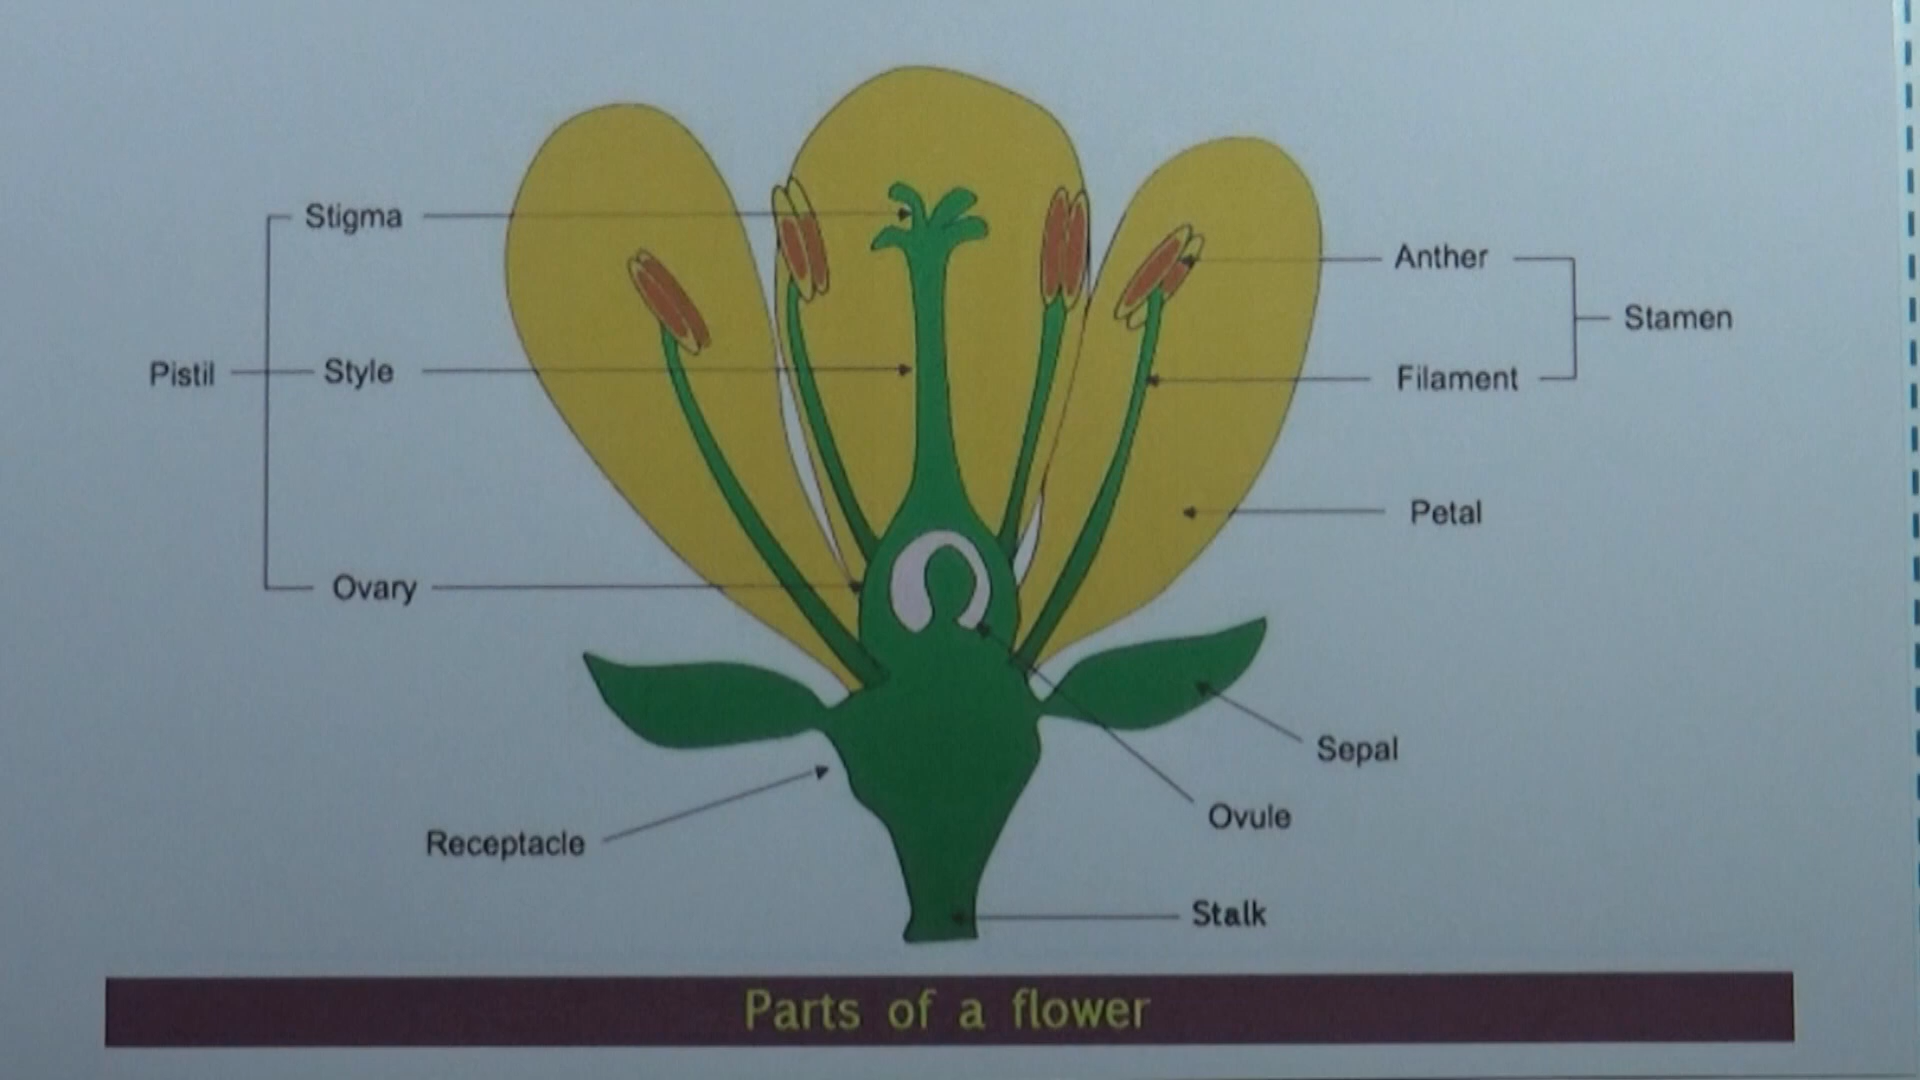 Stigma
Anther
Stamen
Pistil
Style
Filament
Petal
Ovary
Sepal
Ovule
Receptacle
Stalk
Parts of a flower